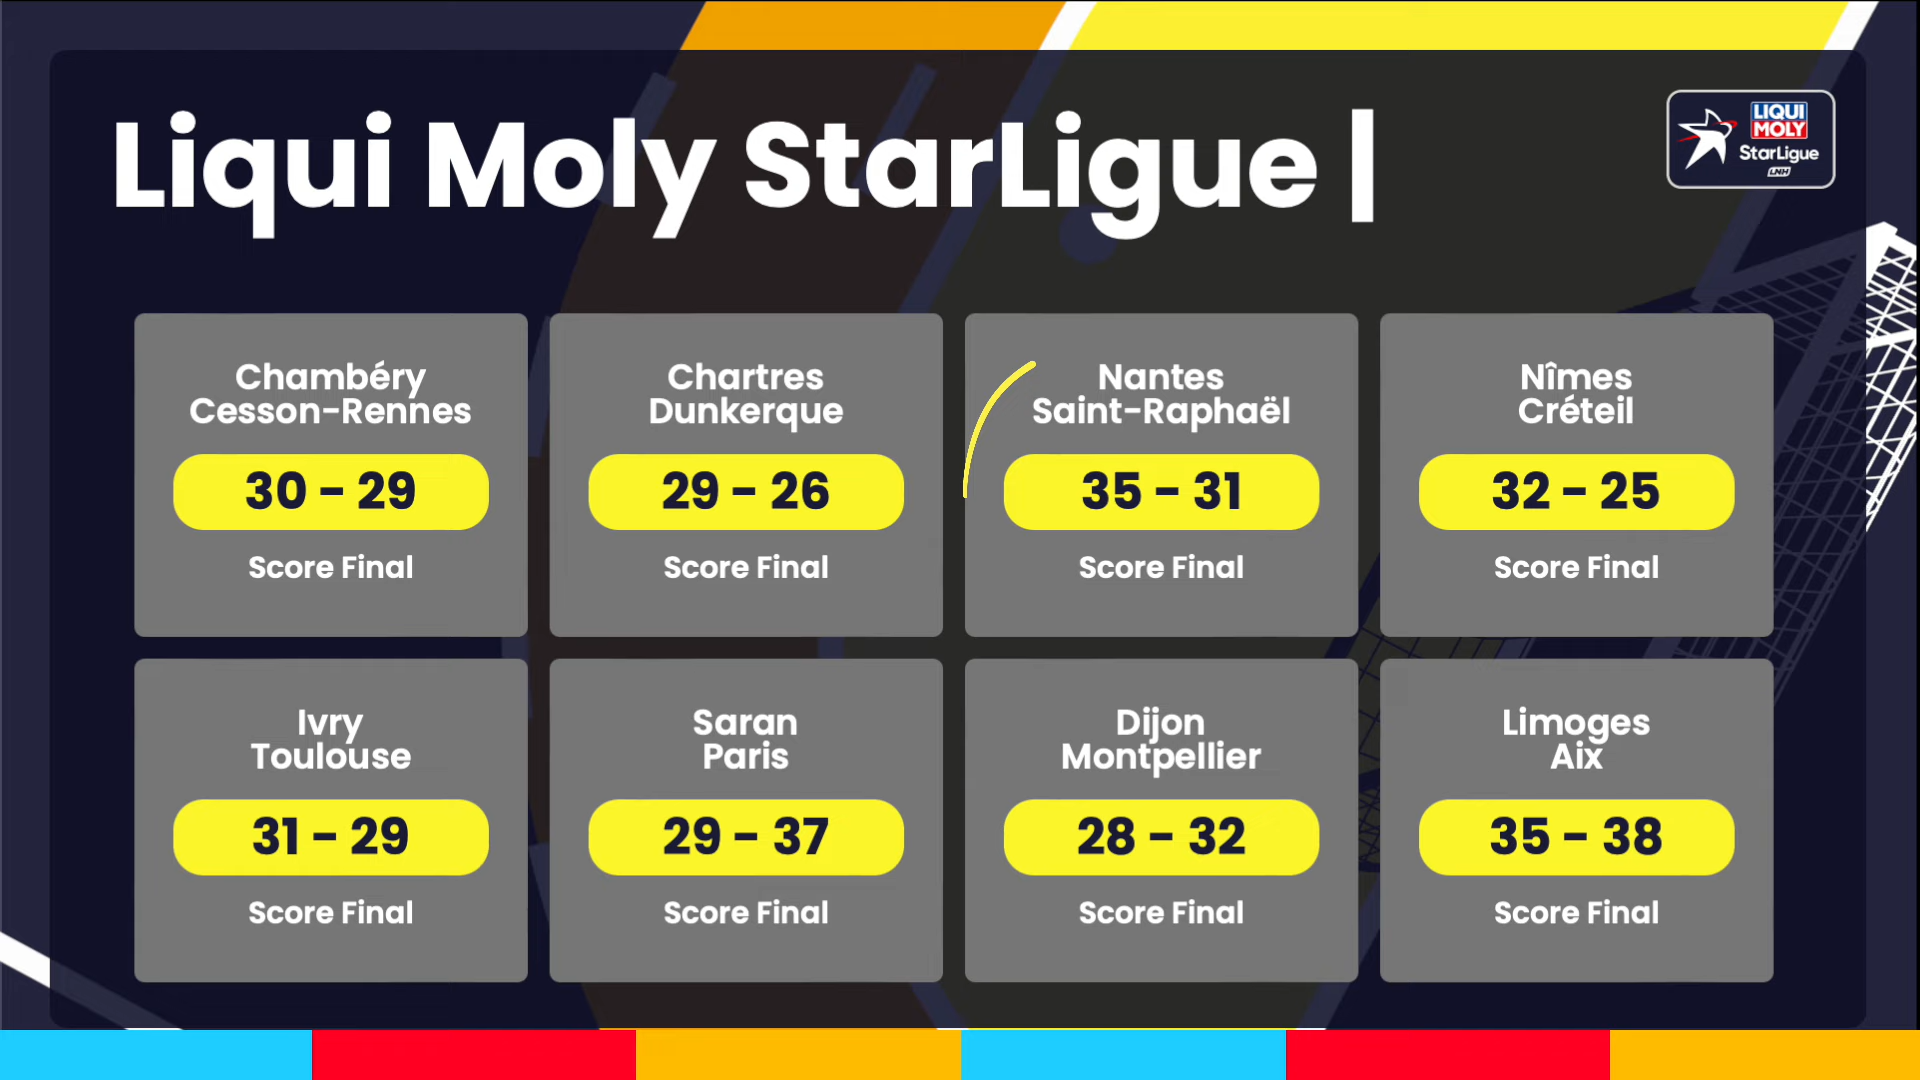 Liqui Moly StarLigue |
LIQUI
MOLY
StarLigue
LNH
Chambéry
Cesson-Rennes
30 - 29
Score Final
Chartres
Dunkerque
29 - 26
Score Final
Nantes
Saint-Raphaël
35 - 31
Score Final
Nîmes
Créteil
32 - 25
Score Final
Ivry
Toulouse
31 - 29
Score Final
Saran
Paris
29 - 37
Score Final
Dijon
Montpellier
28 - 32
Score Final
Limoges
Aix
35 - 38
Score Final